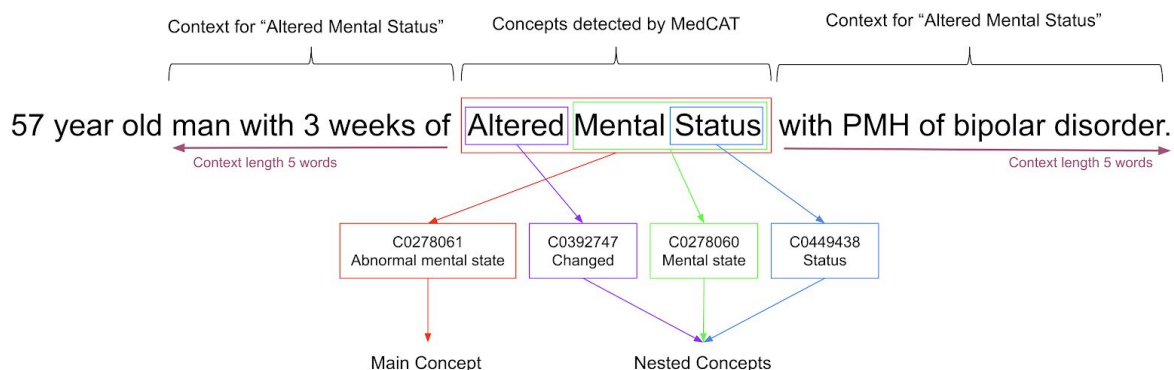 Context for “Altered Mental Status”
Concepts detected by MedCAT
Context for “Altered Mental Status”
57 year old man with 3 weeks of Altered Mental Status with PMH of bipolar disorder.
Context length 5 words
Context length 5 words
C0278061
Abnormal mental state
C0392747
Changed
C0278060
Mental state
C0449438
Status
Main Concept
Nested Concepts